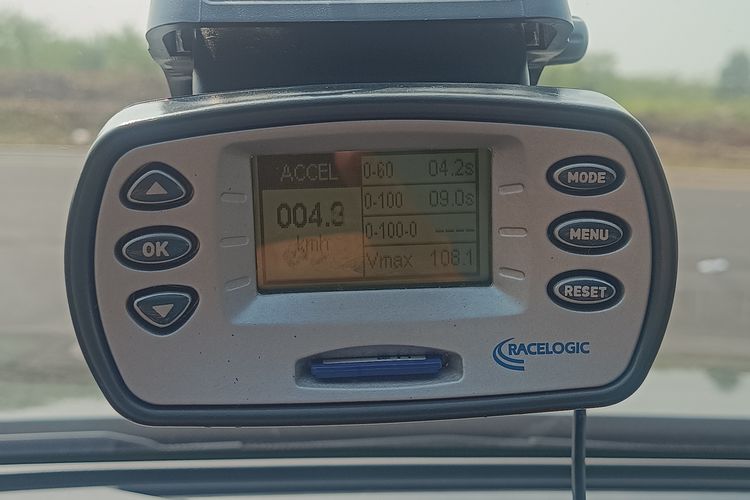 ACCEL
004.3
kmh
0-60 04.2s
0-100 09.0s
0-100-0 ----
Vmax 108.1
OK
MODE
MENU
RESET
RACELOGIC